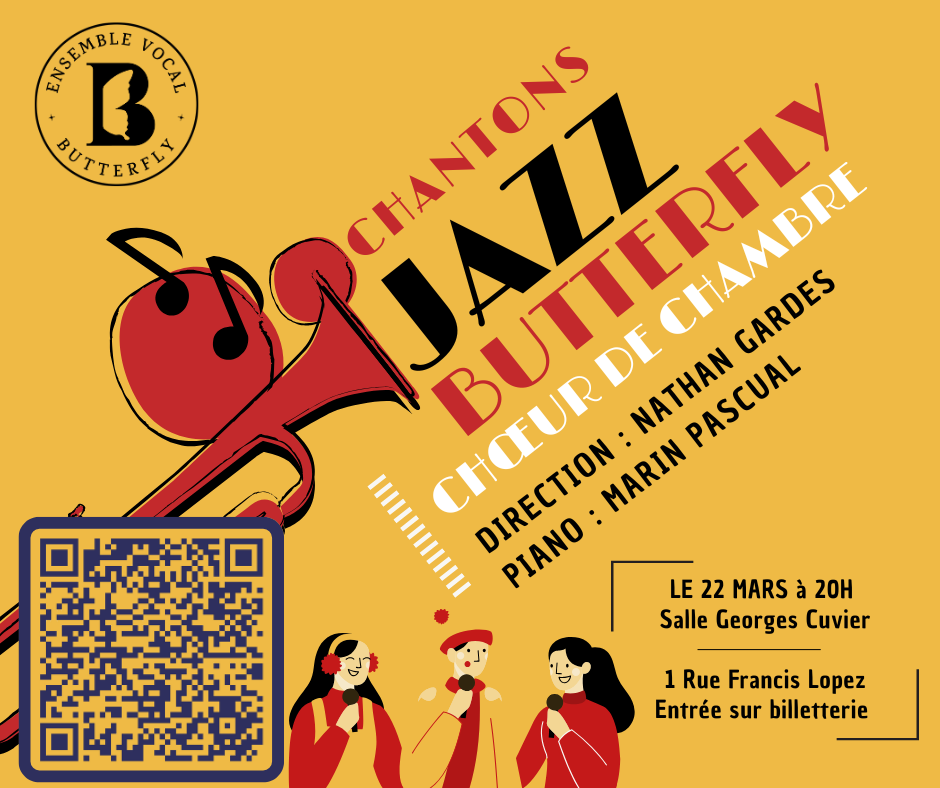 ENSEMBLE VOCAL
B
BUTTERFLY
CHANTONS
JAZZ
BUTTERFLY
CHŒUR DE CHAMBRE
DIRECTION : NATHAN GARDES
PIANO : MARIN PASCUAL
LE 22 MARS à 20H
Salle Georges Cuvier
1 Rue Francis Lopez
Entrée sur billetterie